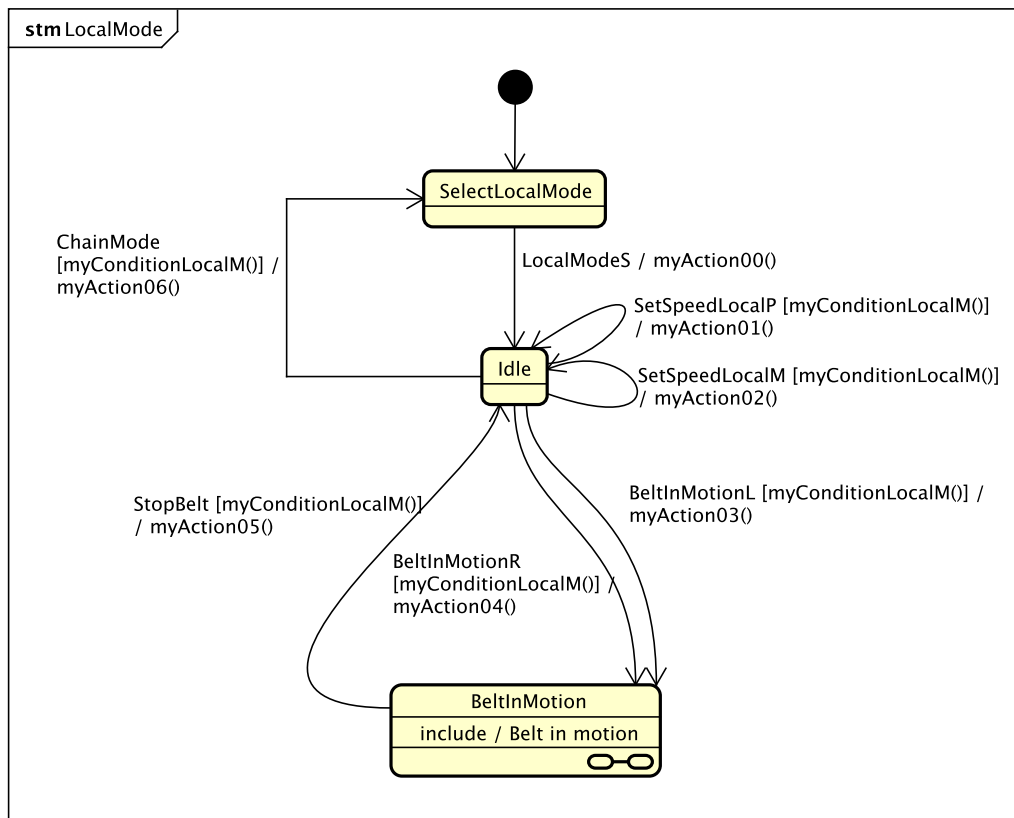 stm LocalMode
SelectLocalMode
ChainMode
[myConditionLocalM()] /
myAction06()
LocalModeS / myAction00()
SetSpeedLocalP [myConditionLocalM()]
/ myAction01()
Idle
SetSpeedLocalM [myConditionLocalM()]
/ myAction02()
StopBelt [myConditionLocalM()]
/ myAction05()
BeltInMotionL [myConditionLocalM()] /
myAction03()
BeltInMotionR
[myConditionLocalM()] /
myAction04()
BeltInMotion
include / Belt in motion